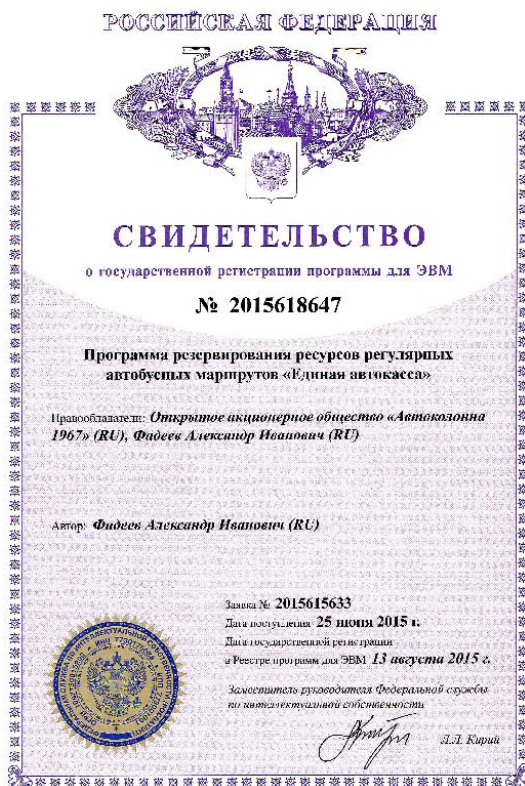 РОССИЙСКАЯ ФЕДЕРАЦИЯ
СВИДЕТЕЛЬСТВО
о государственной регистрации программы для ЭВМ
№ 2015618647
Программа резервирования ресурсов регулярных
автобусных маршрутов «Единая автокасса»
Правообладатели: Открытое акционерное общество «Автоколонна
1967» (RU), Фадеев Александр Иванович (RU)
Автор: Фадеев Александр Иванович (RU)
Заявка № 2015615633
Дата поступления 25 июня 2015 г.
Дата государственной регистрации
в Реестре программ для ЭВМ 13 августа 2015 г.
Заместитель руководителя Федеральной службы
по интеллектуальной собственности
Л.Л. Кирий